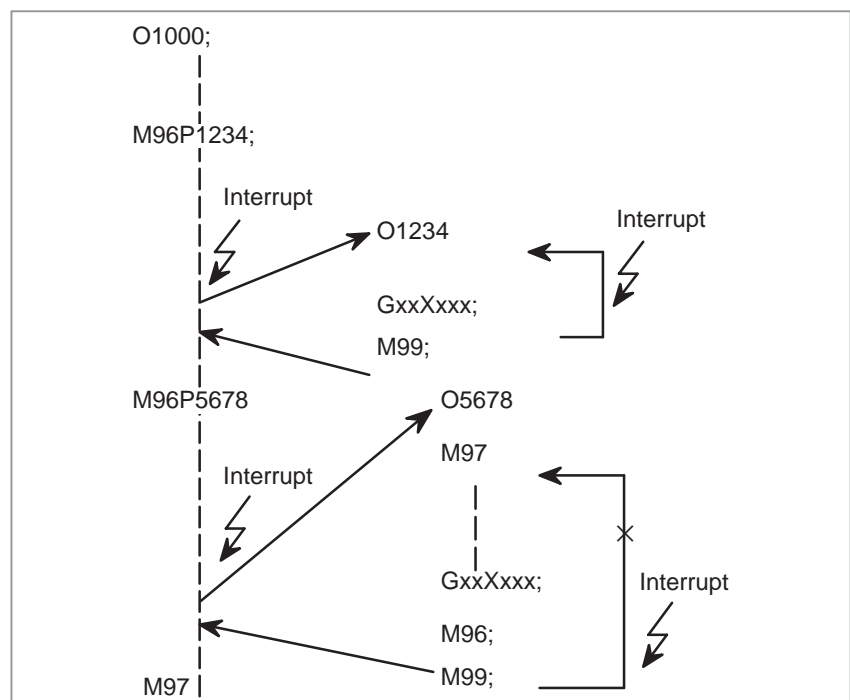 O1000;
M96P1234;
Interrupt
O1234
Interrupt
GxxXxxx;
M99;
M96P5678
O5678
M97
Interrupt
GxxXxxx;
Interrupt
M96;
M99;
M97